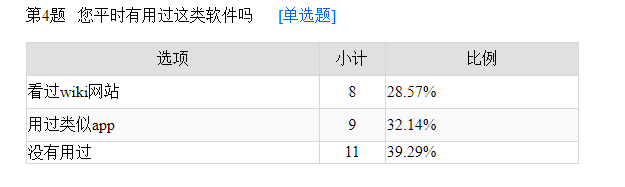 第4题 您平时有用过这类软件吗 [单选题]
选项 小计 比例
看过wiki网站 8 28.57%
用过类似app 9 32.14%
没有用过 11 39.29%